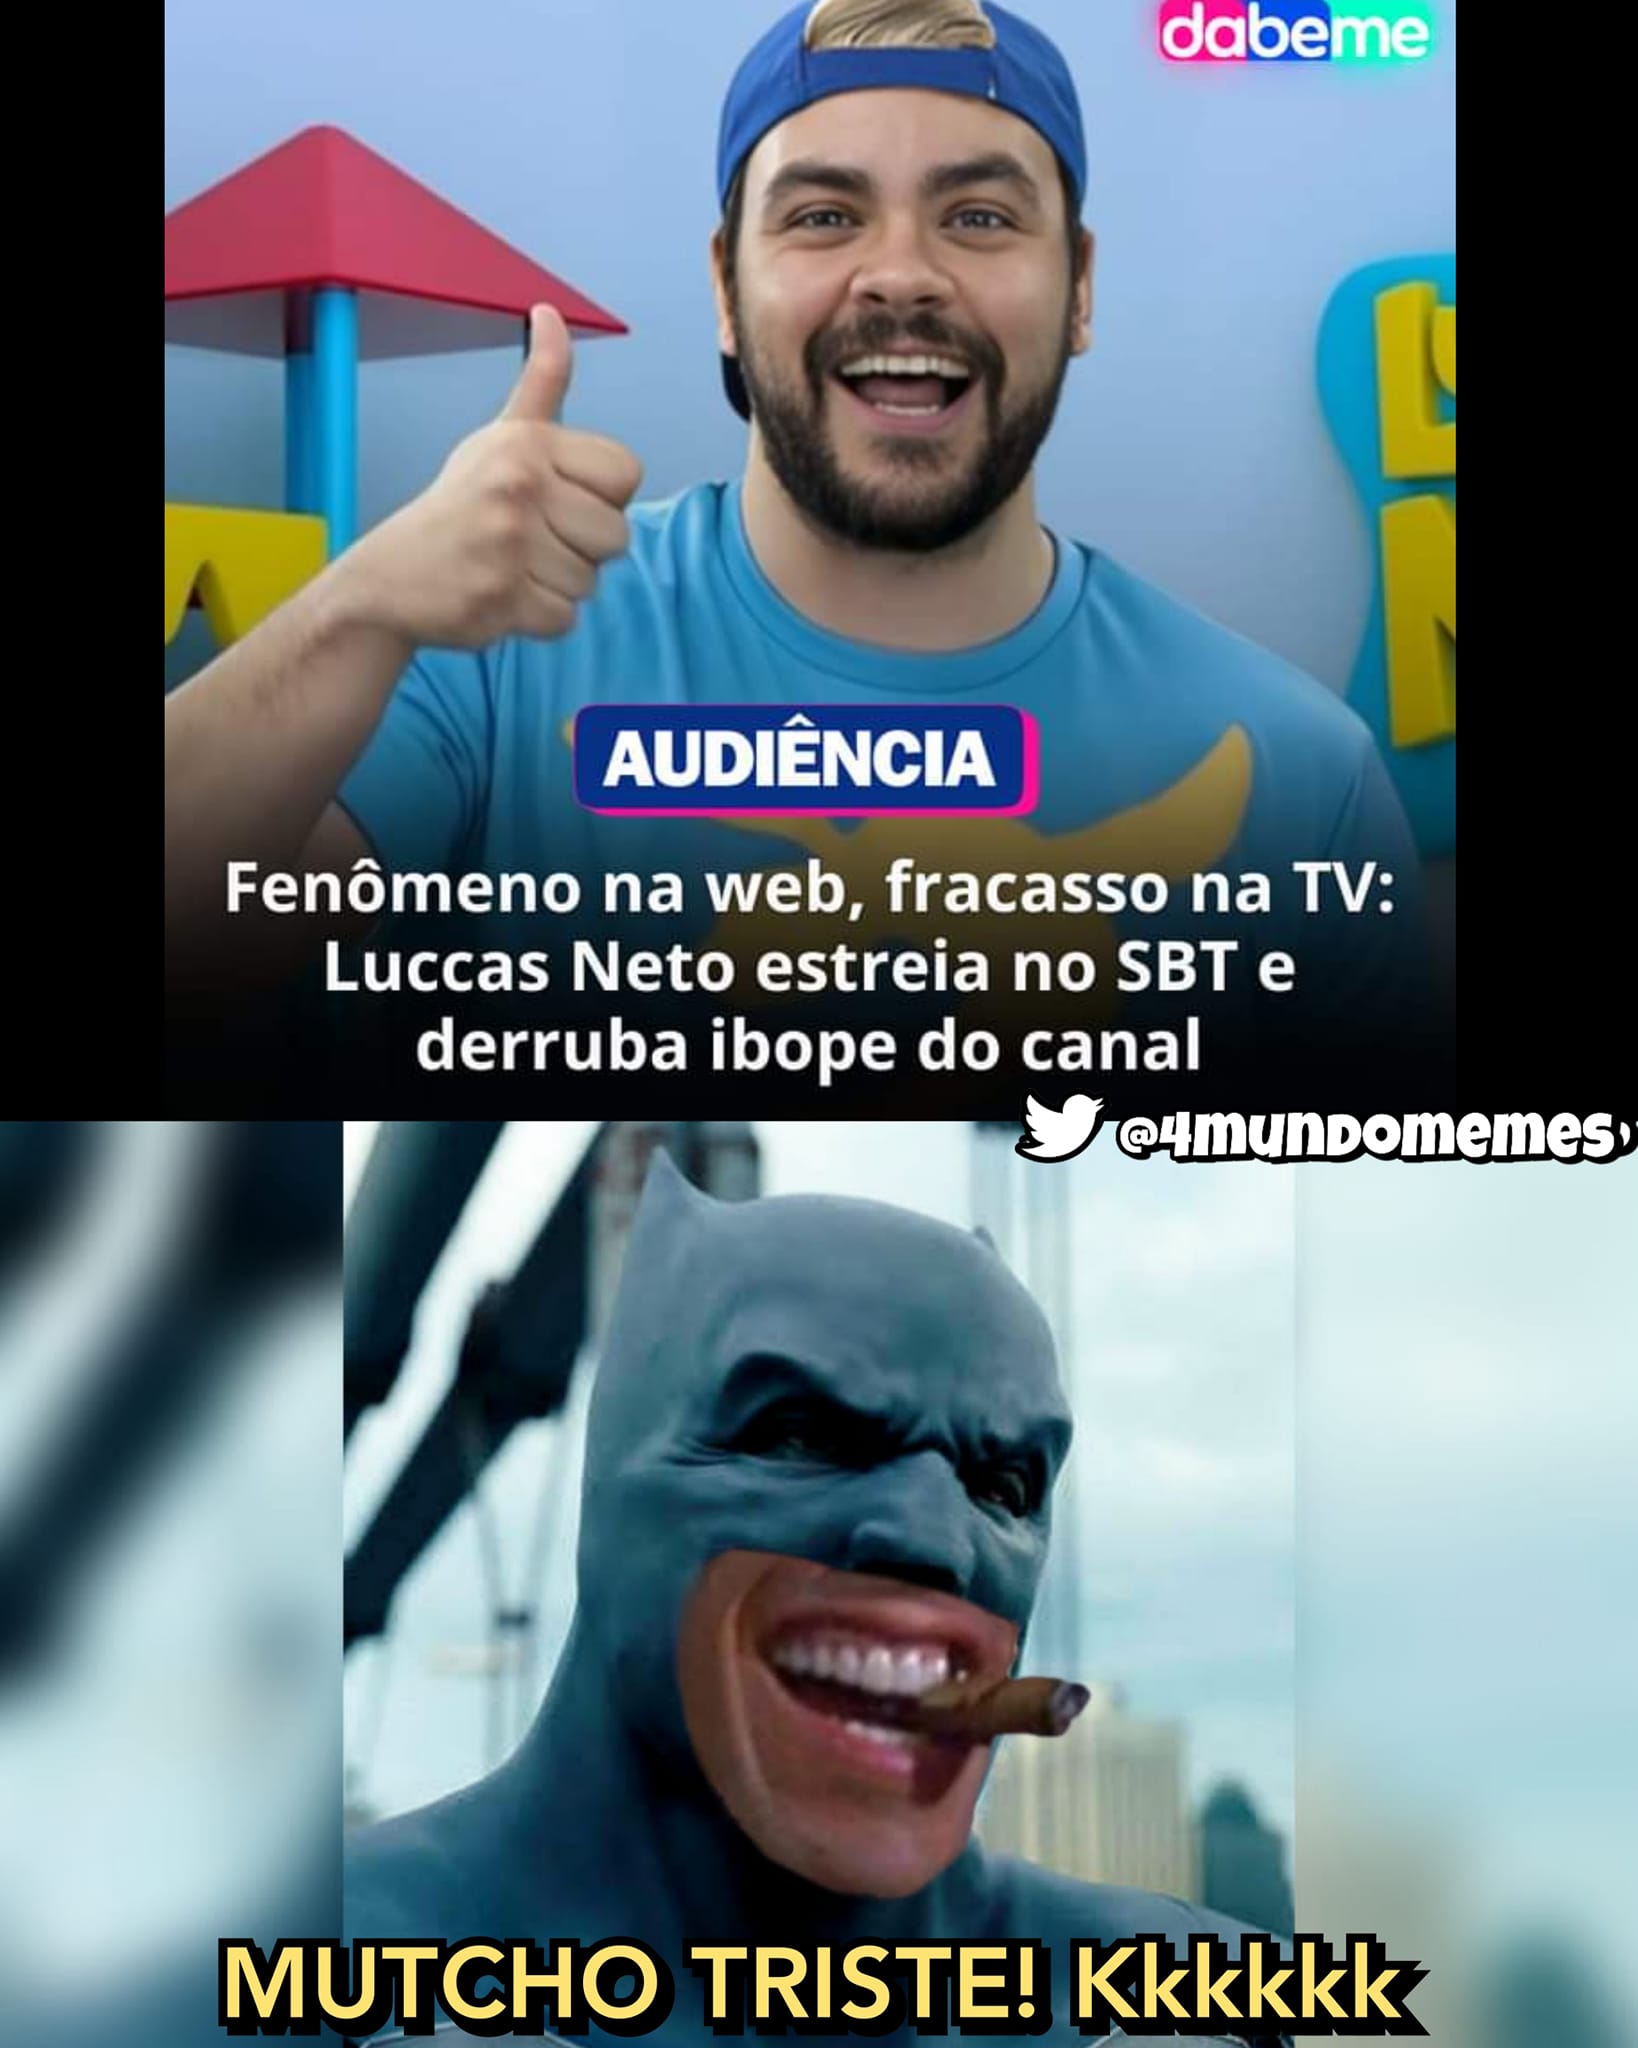 dabeme
AUDIÊNCIA
Fenômeno na web, fracasso na TV:
Luccas Neto estreia no SBT e
derruba ibope do canal
@4mundomemes
MUTCHO TRISTE! Kkkkkk